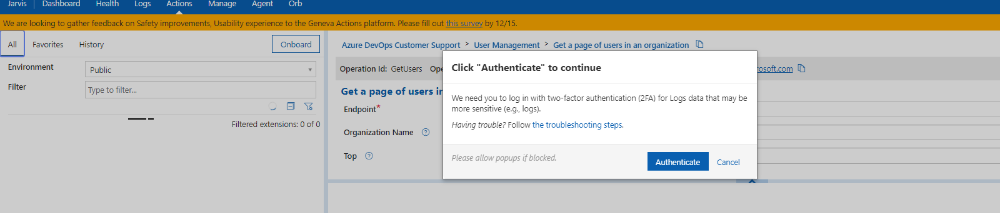 Jarvis Dashboard Health Logs Actions Manage Agent Orb
We are looking to gather feedback on Safety improvements, Usability experience to the Geneva Actions platform. Please fill out this survey by 12/15.
All Favorites History Onboard
Environment Public
Filter Type to filter...
Filtered extensions: 0 of 0
Azure DevOps Customer Support > User Management > Get a page of users in an organization
Operation Id: GetUsers Ope
rosoft.com
Get a page of users in
Endpoint*
Organization Name ?
Top ?
Click "Authenticate" to continue
We need you to log in with two-factor authentication (2FA) for Logs data that may be
more sensitive (e.g., logs).
Having trouble? Follow the troubleshooting steps.
Please allow popups if blocked. Authenticate Cancel